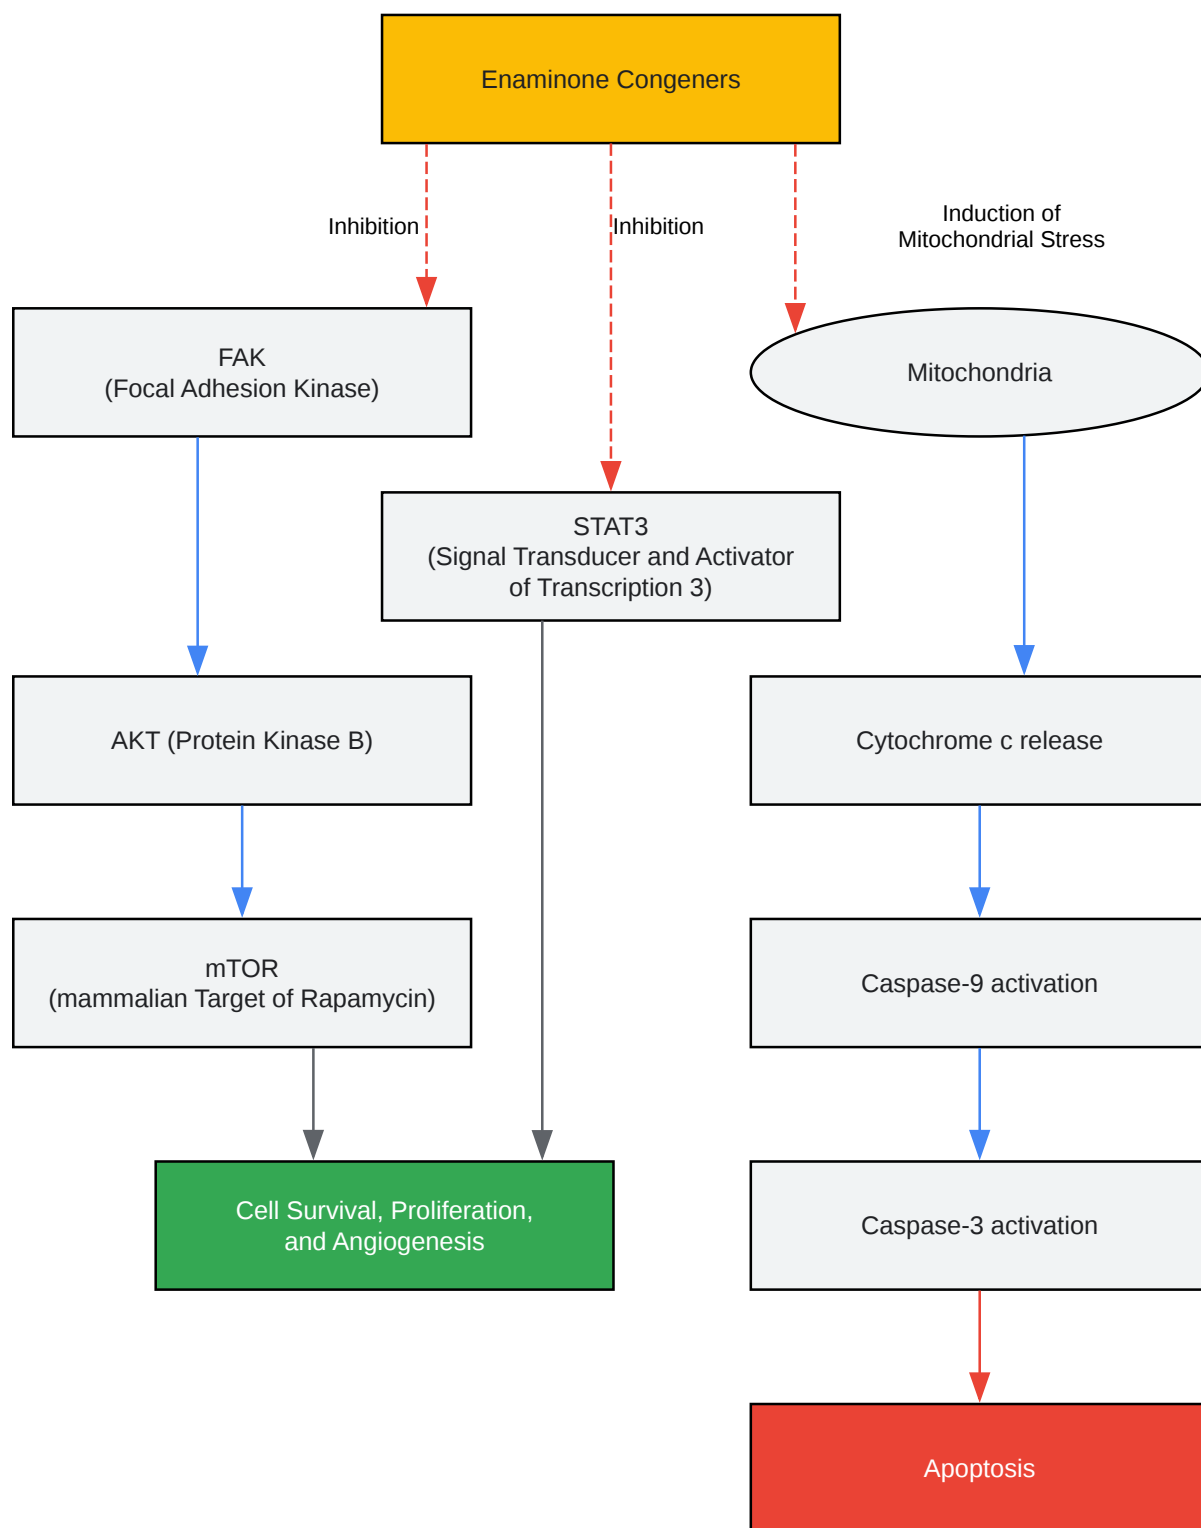 Enaminone Congeners
Inhibition
Inhibition
Induction of
Mitochondrial Stress
FAK
(Focal Adhesion Kinase)
Mitochondria
STAT3
(Signal Transducer and Activator
of Transcription 3)
AKT (Protein Kinase B)
Cytochrome c release
mTOR
(mammalian Target of Rapamycin)
Caspase-9 activation
Cell Survival, Proliferation,
and Angiogenesis
Caspase-3 activation
Apoptosis